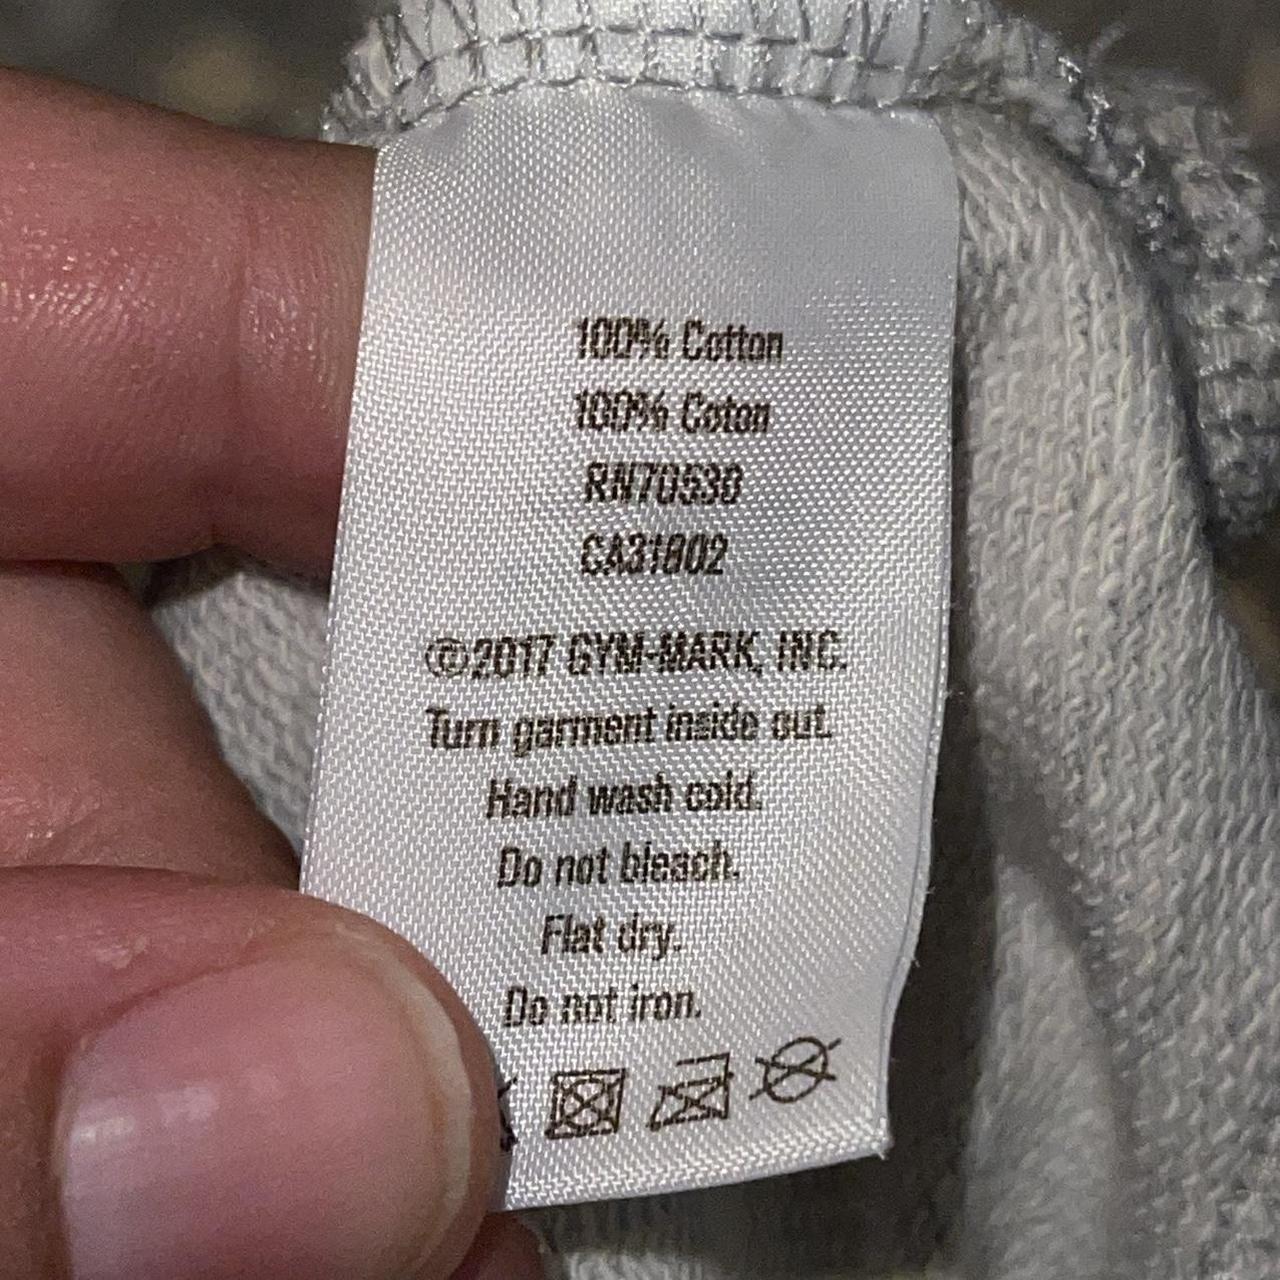 100% Cotton
100% Coton
RN70530
CA31802
©2017 GYM-MARK, INC.
Turn garment inside out.
Hand wash cold.
Do not bleach.
Flat dry.
Do not iron.